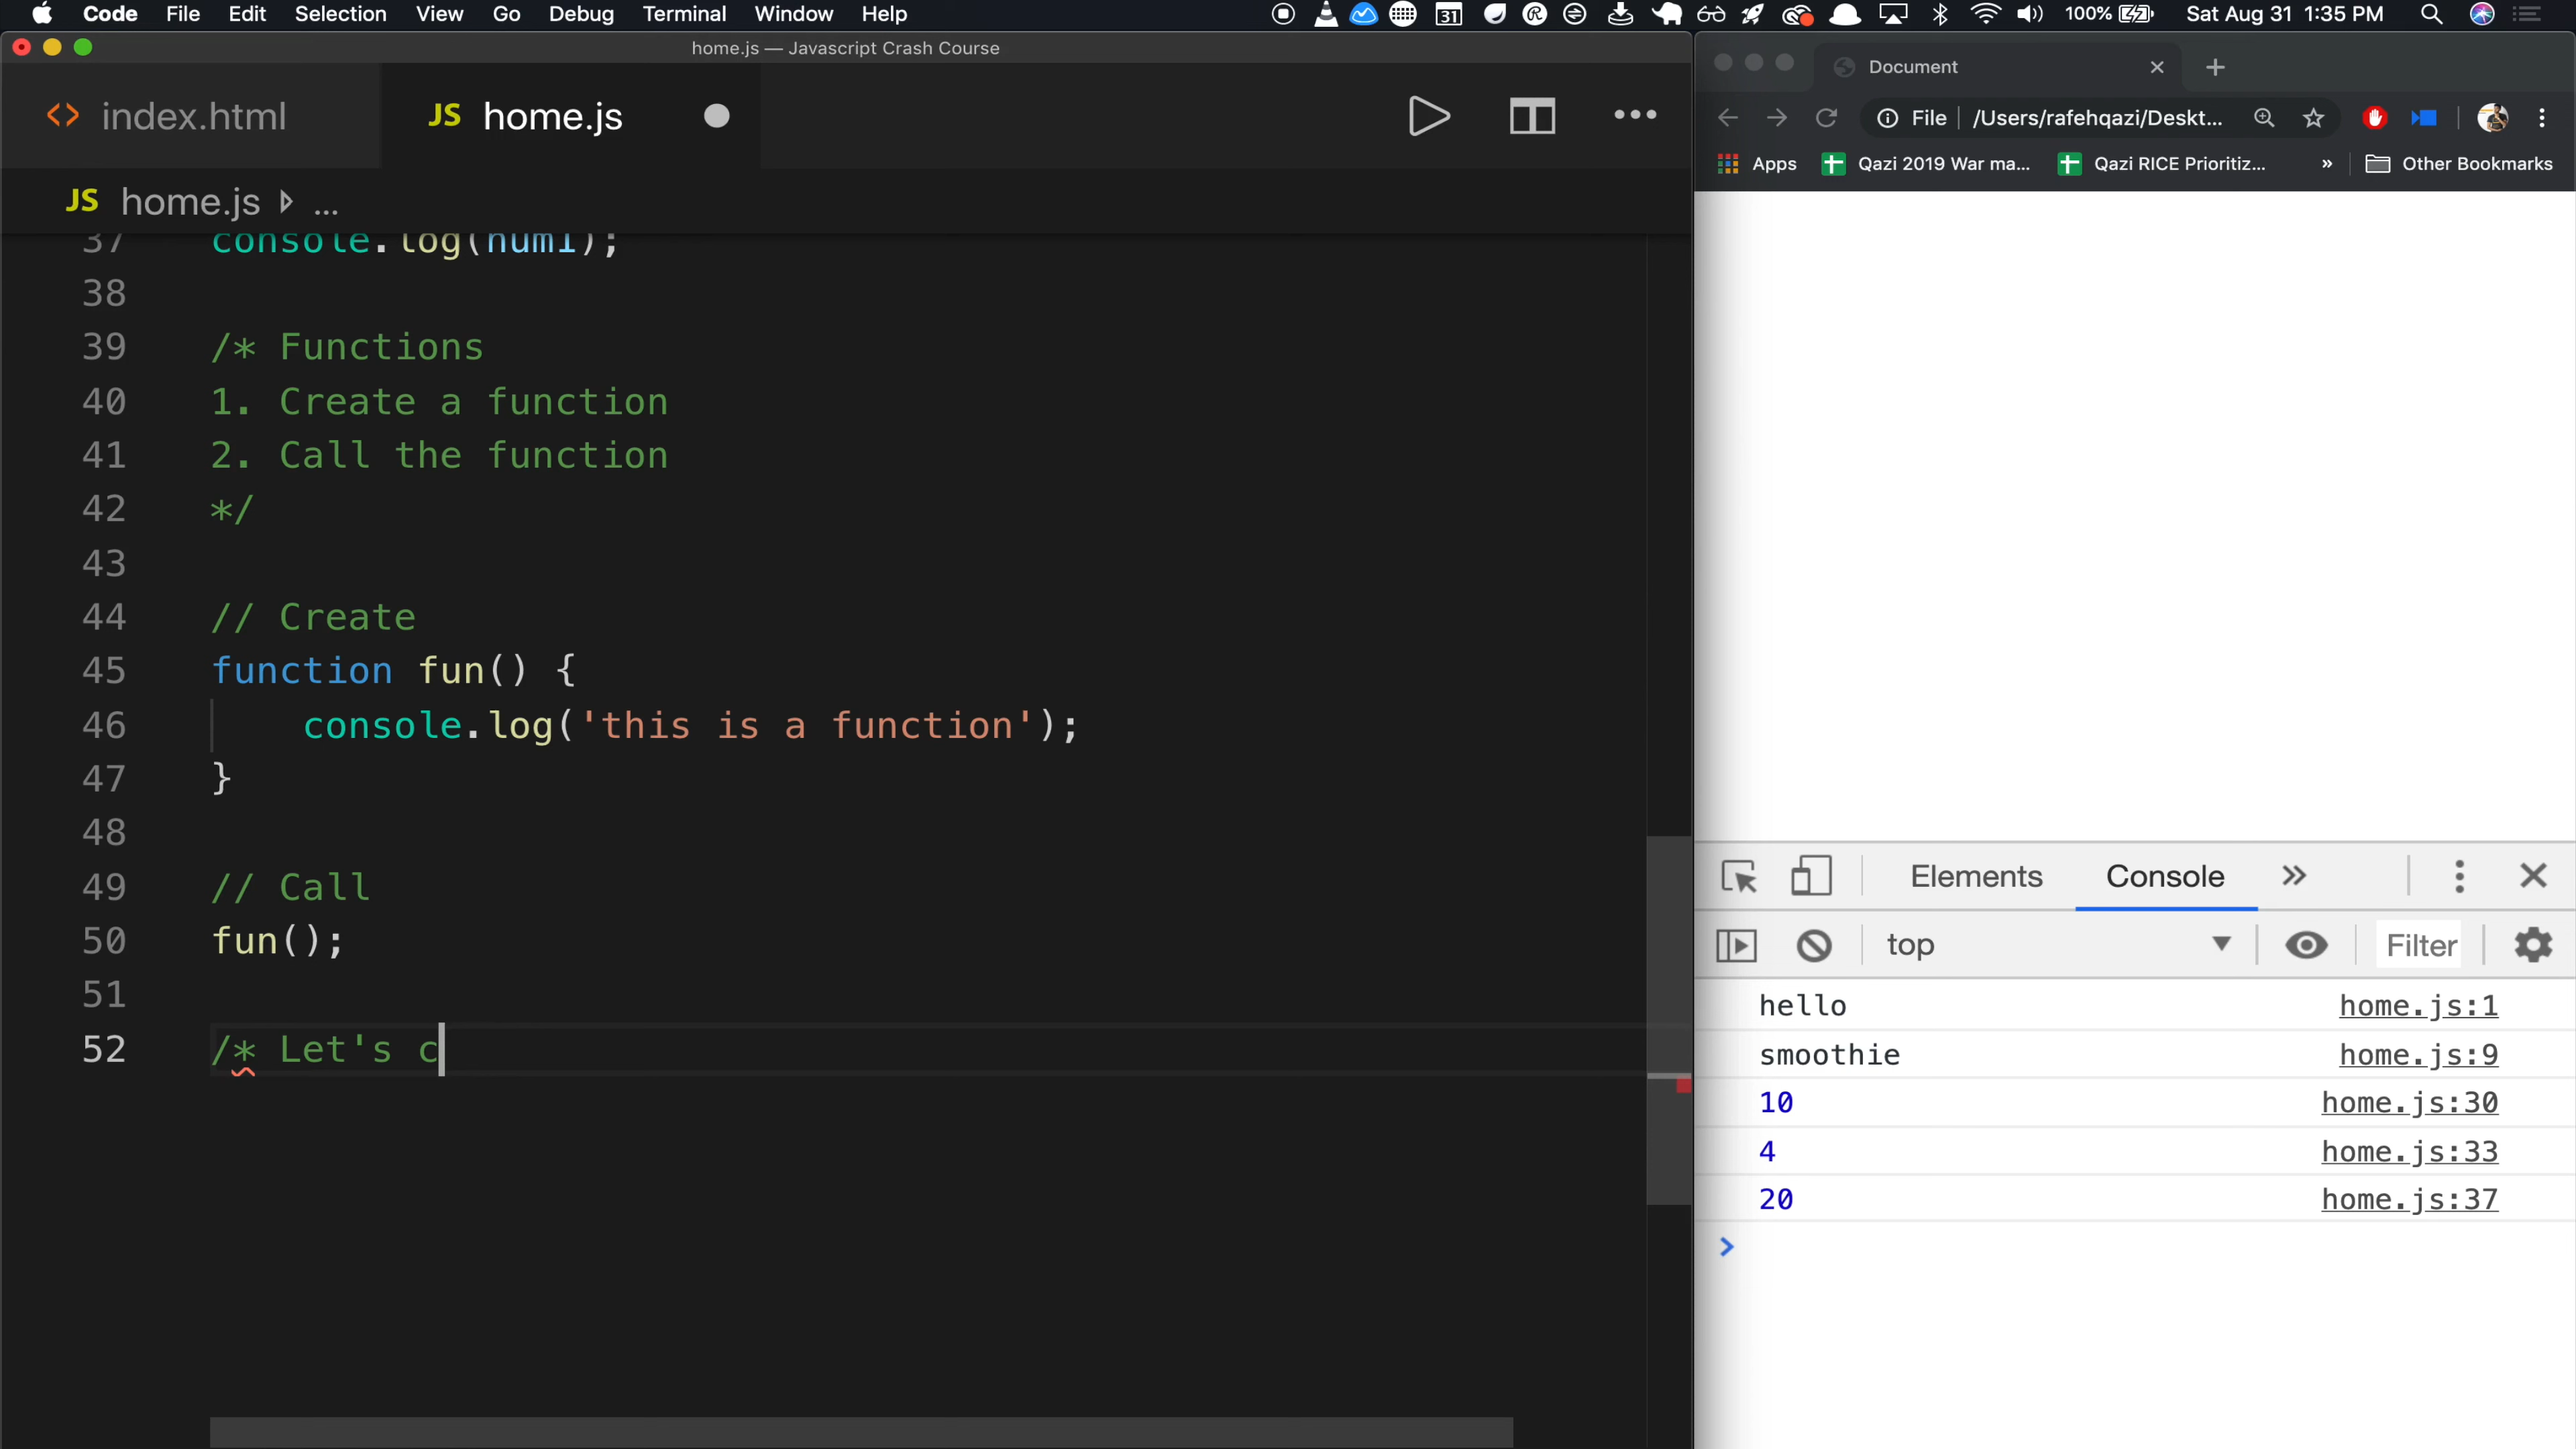 Code File Edit Selection View Go Debug Terminal Window Help
31 100% Sat Aug 31 1:35 PM
home.js — Javascript Crash Course
<> index.html
JS home.js
JS home.js ...
37 console.log(num1);
38
39 /* Functions
40 1. Create a function
41 2. Call the function
42 */
43
44 // Create
45 function fun() {
46 console.log('this is a function');
47 }
48
49 // Call
50 fun();
51
52 /* Let's c
Document
File /Users/rafehqazi/Deskt...
Apps Qazi 2019 War ma... Qazi RICE Prioritiz... » Other Bookmarks
Elements Console »
top Filter
hello home.js:1
smoothie home.js:9
10 home.js:30
4 home.js:33
20 home.js:37